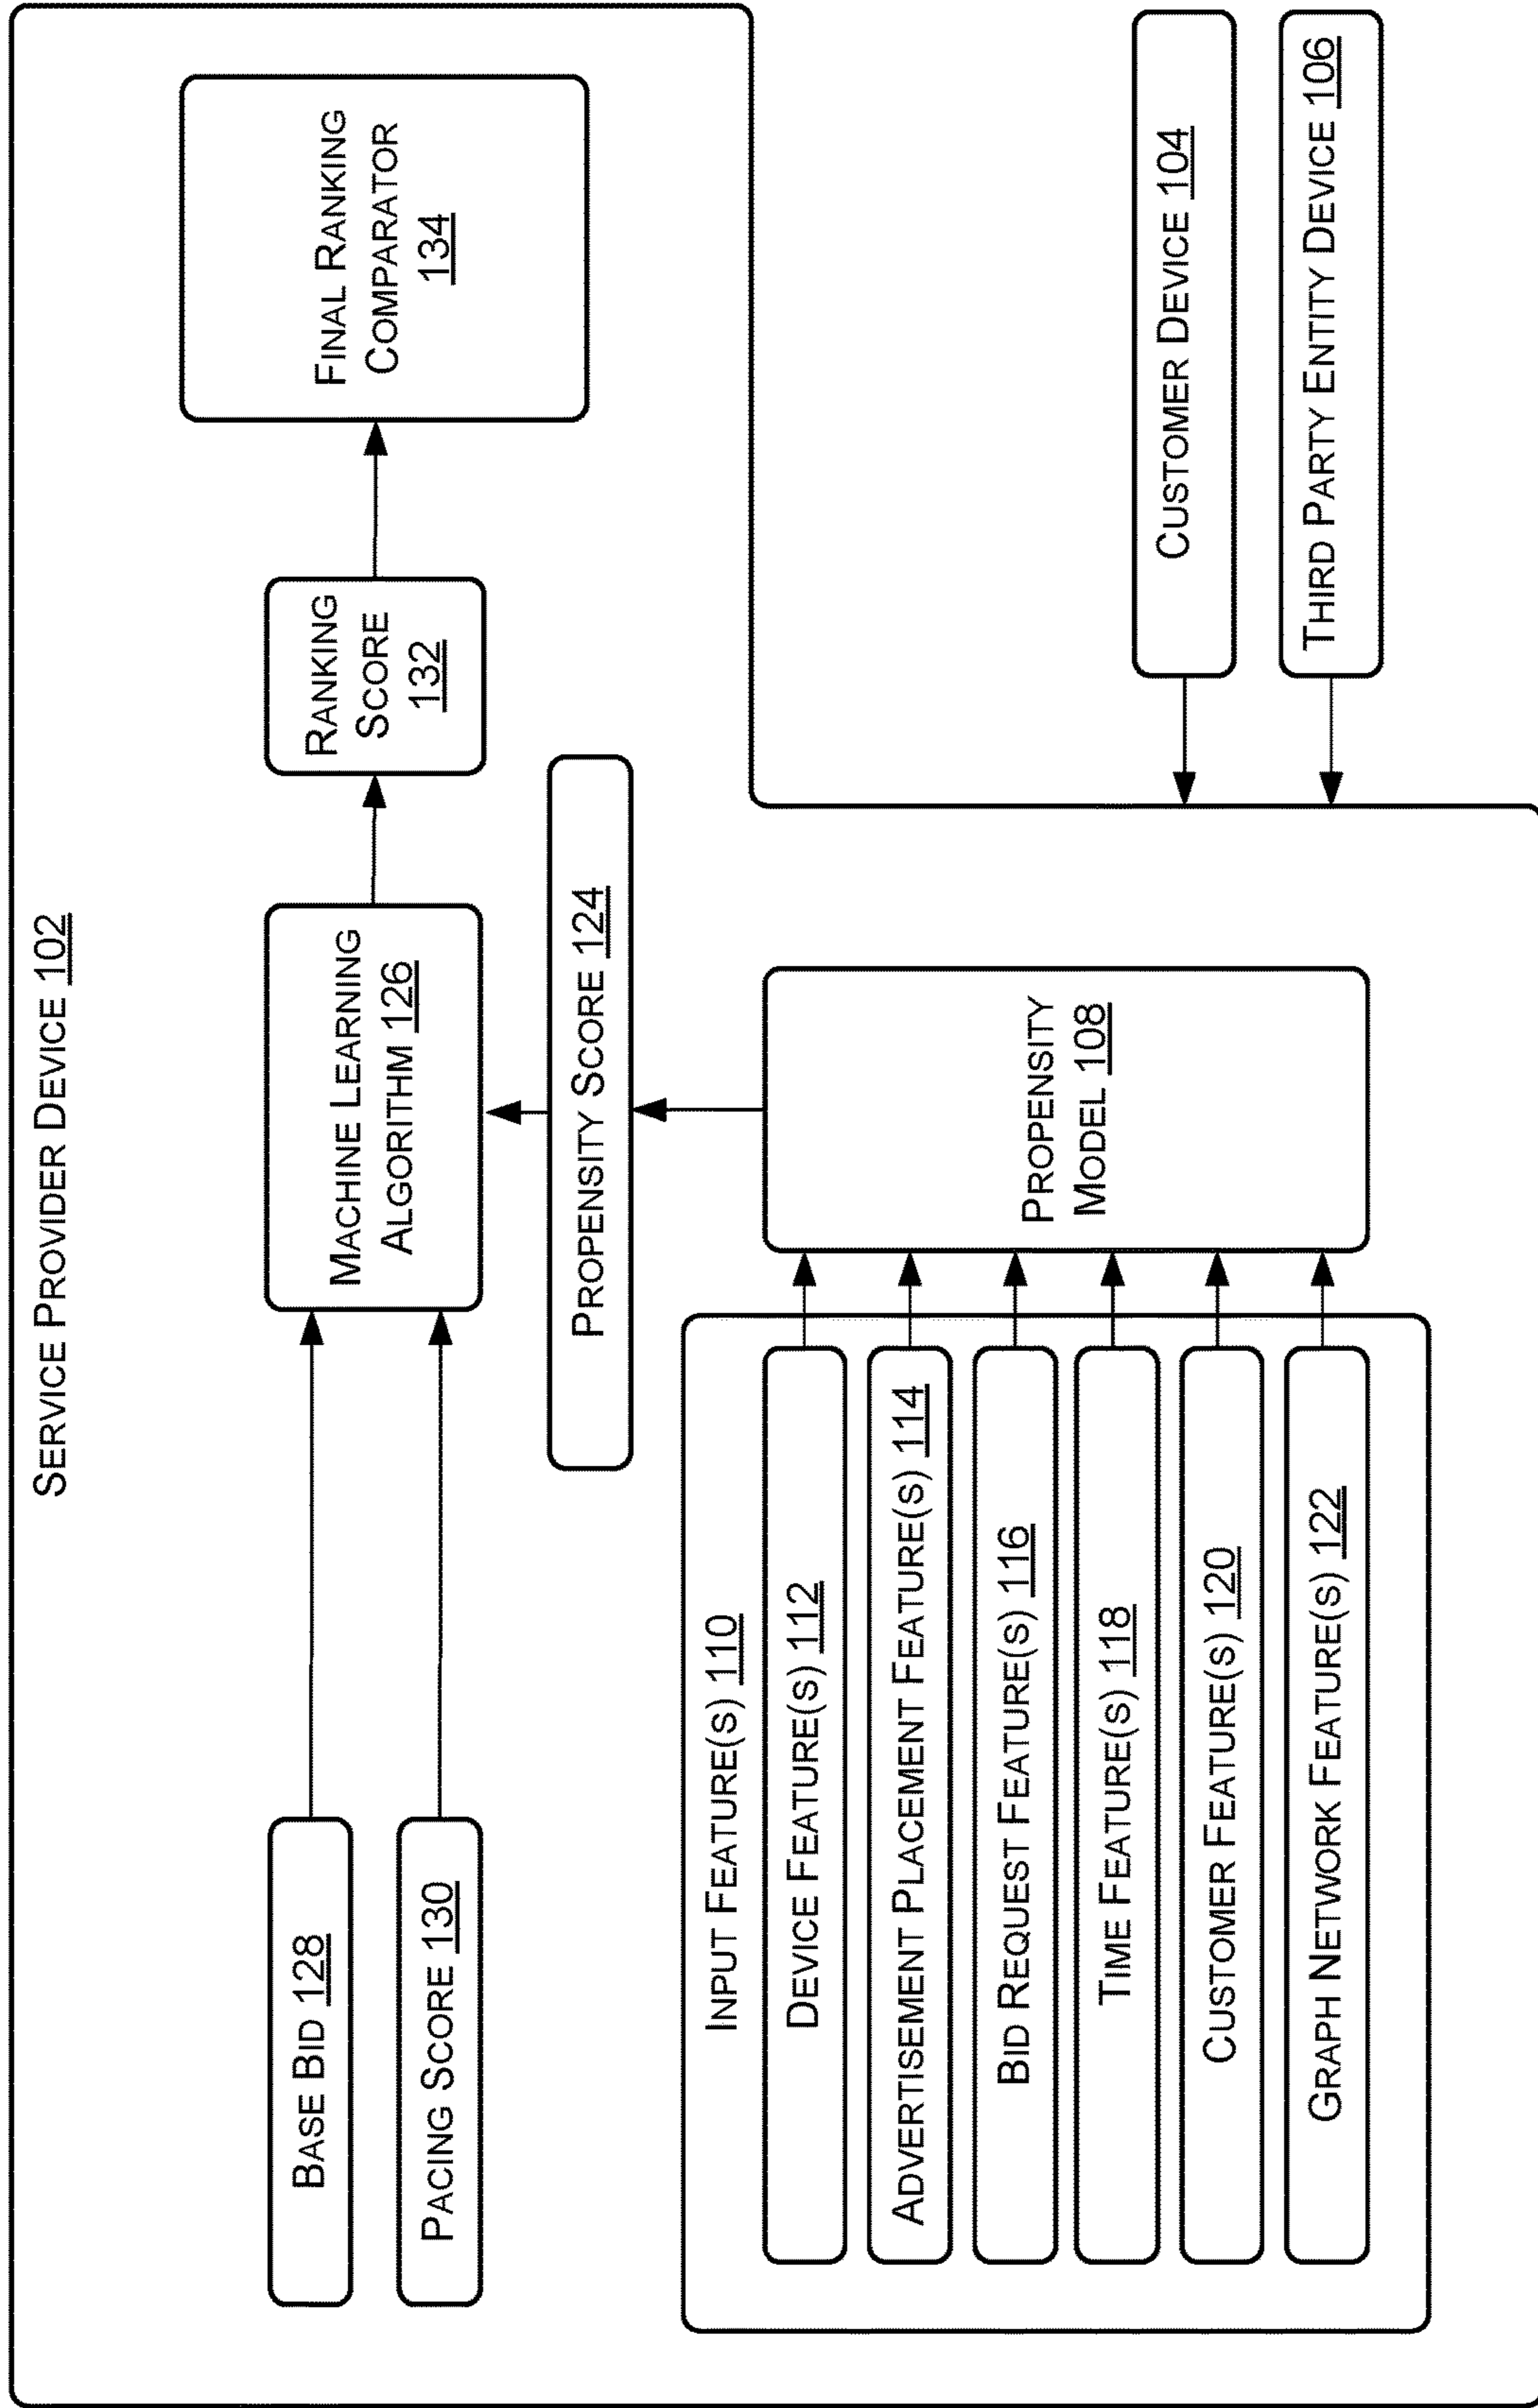 SERVICE PROVIDER DEVICE 102
BASE BID 128
PACING SCORE 130
MACHINE LEARNING
ALGORITHM 126
RANKING
SCORE
132
FINAL RANKING
COMPARATOR
134
PROPENSITY SCORE 124
INPUT FEATURE(S) 110
DEVICE FEATURE(S) 112
ADVERTISEMENT PLACEMENT FEATURE(S) 114
BID REQUEST FEATURE(S) 116
TIME FEATURE(S) 118
CUSTOMER FEATURE(S) 120
GRAPH NETWORK FEATURE(S) 122
PROPENSITY
MODEL 108
CUSTOMER DEVICE 104
THIRD PARTY ENTITY DEVICE 106